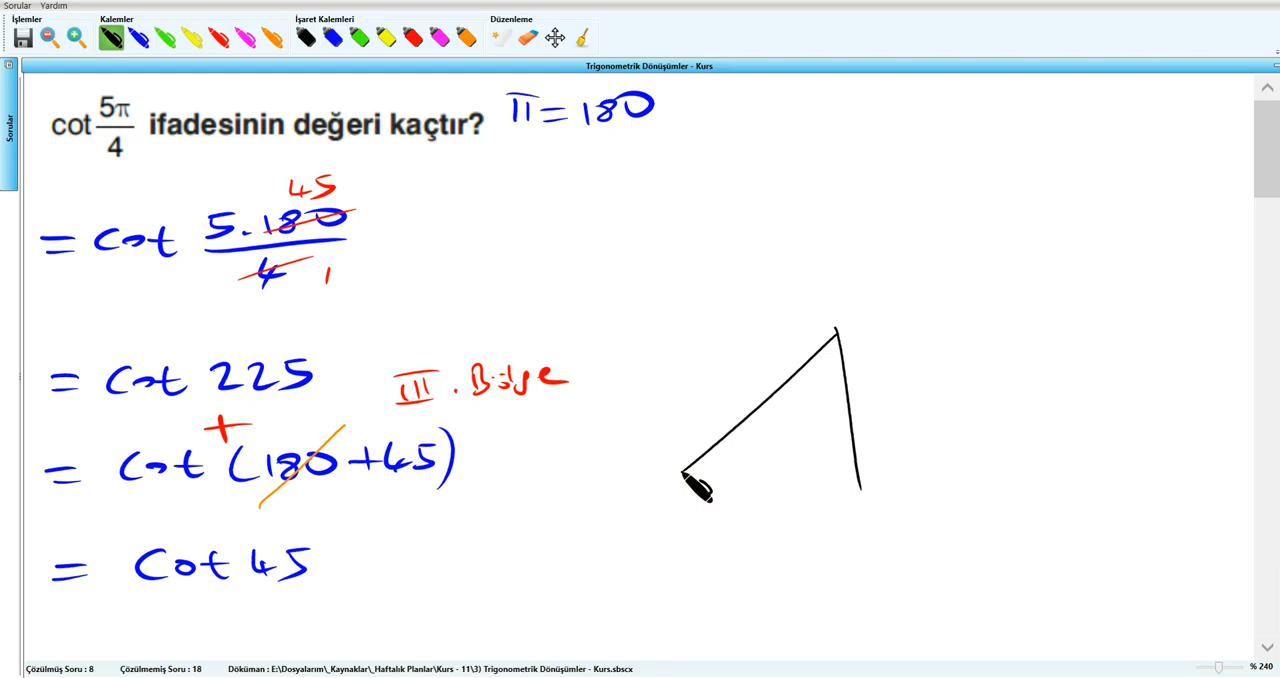 Sorular Yardım
İşlemler Kalemler İşaret Kalemleri Düzenleme
Trigonometrik Dönüşümler - Kurs
Sorular
cot 5π/4 ifadesinin değeri kaçtır? π = 180
45
= cot 5.180/4 1
= cot 225 III. Bölge
+
= cot (180+45)
= cot 45
Çözülmüş Soru : 8 Çözülmemiş Soru : 18 Döküman : E:\Dosyalarım\_Kaynaklar\_Haftalık Planlar\Kurs - 11\3) Trigonometrik Dönüşümler - Kurs.sbscx % 240